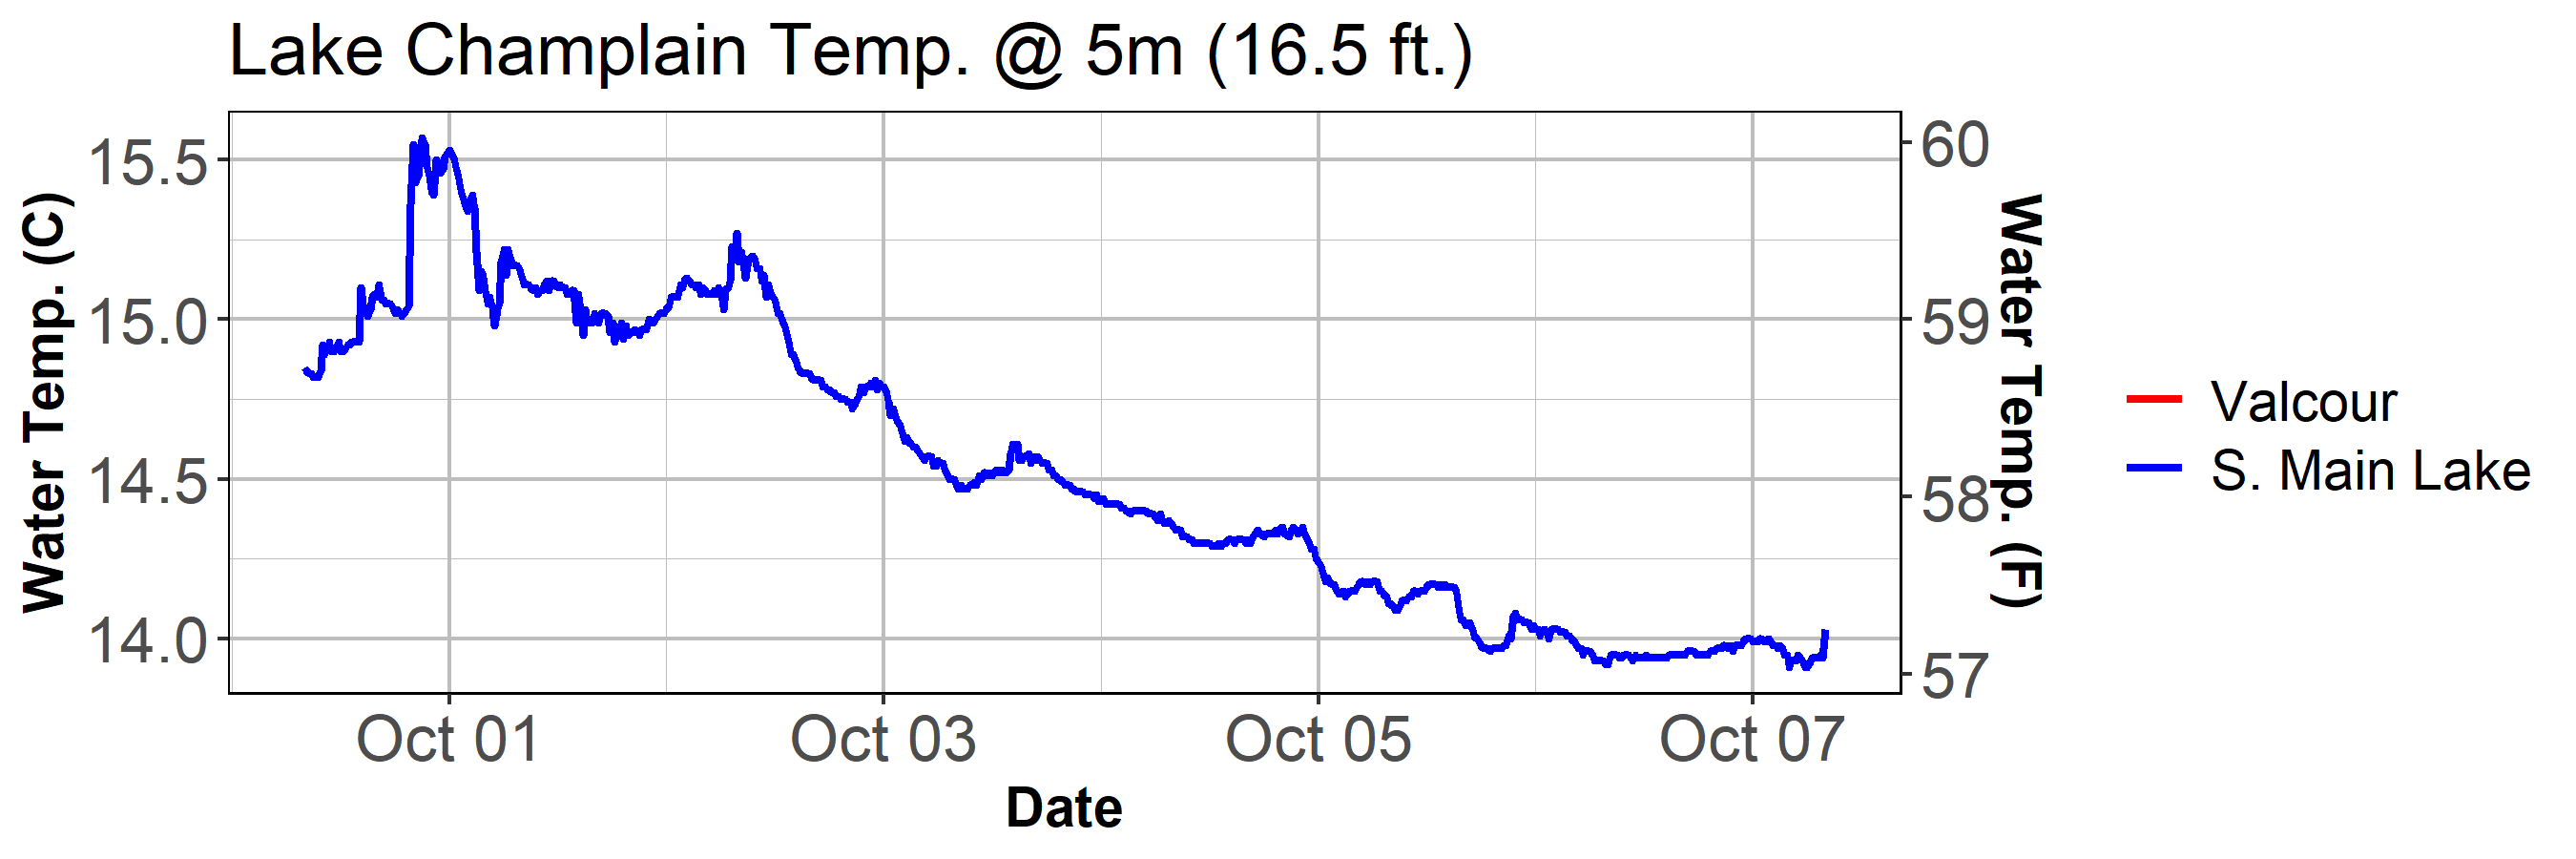 Lake Champlain Temp. @ 5m (16.5 ft.)
Water Temp. (C)
15.5
15.0
14.5
14.0
60
59
58
57
Water Temp. (F)
Oct 01
Oct 03
Oct 05
Oct 07
Date
Valcour
S. Main Lake